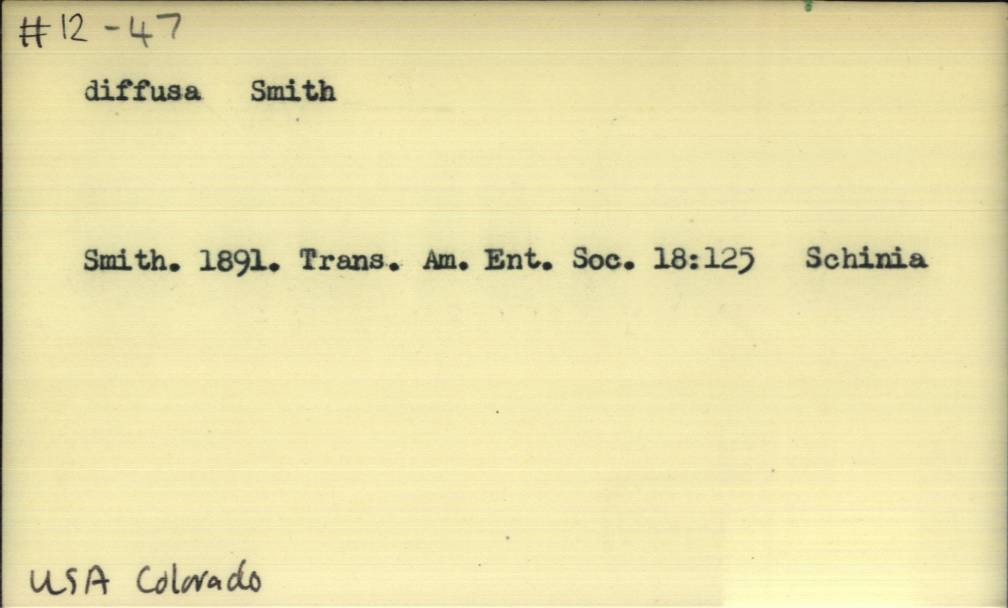 #12-47
diffusa Smith
Smith. 1891. Trans. Am. Ent. Soc. 18:125 Schinia
USA Colorado